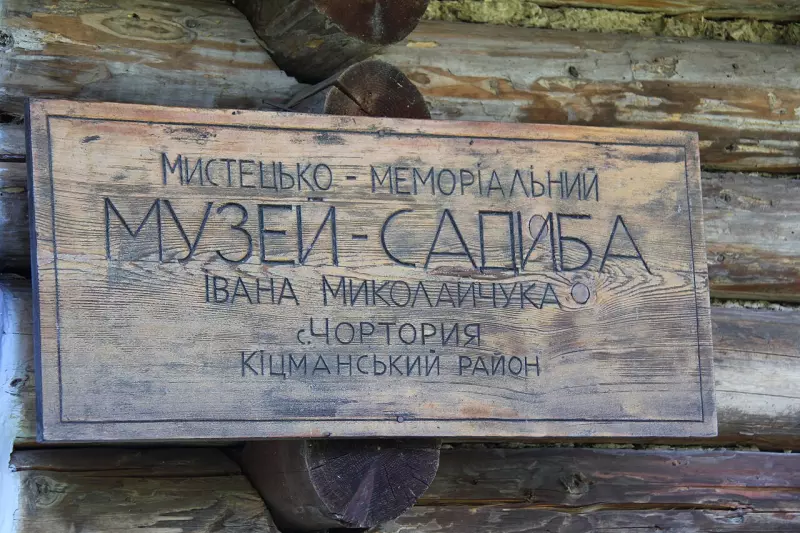 МИСТЕЦЬКО - МЕМОРІАЛЬНИЙ
МУЗЕЙ-САДИБА
ІВАНА МИКОЛАЙЧУКА
с. ЧОРТОРИЯ
КІЦМАНСЬКИЙ РАЙОН